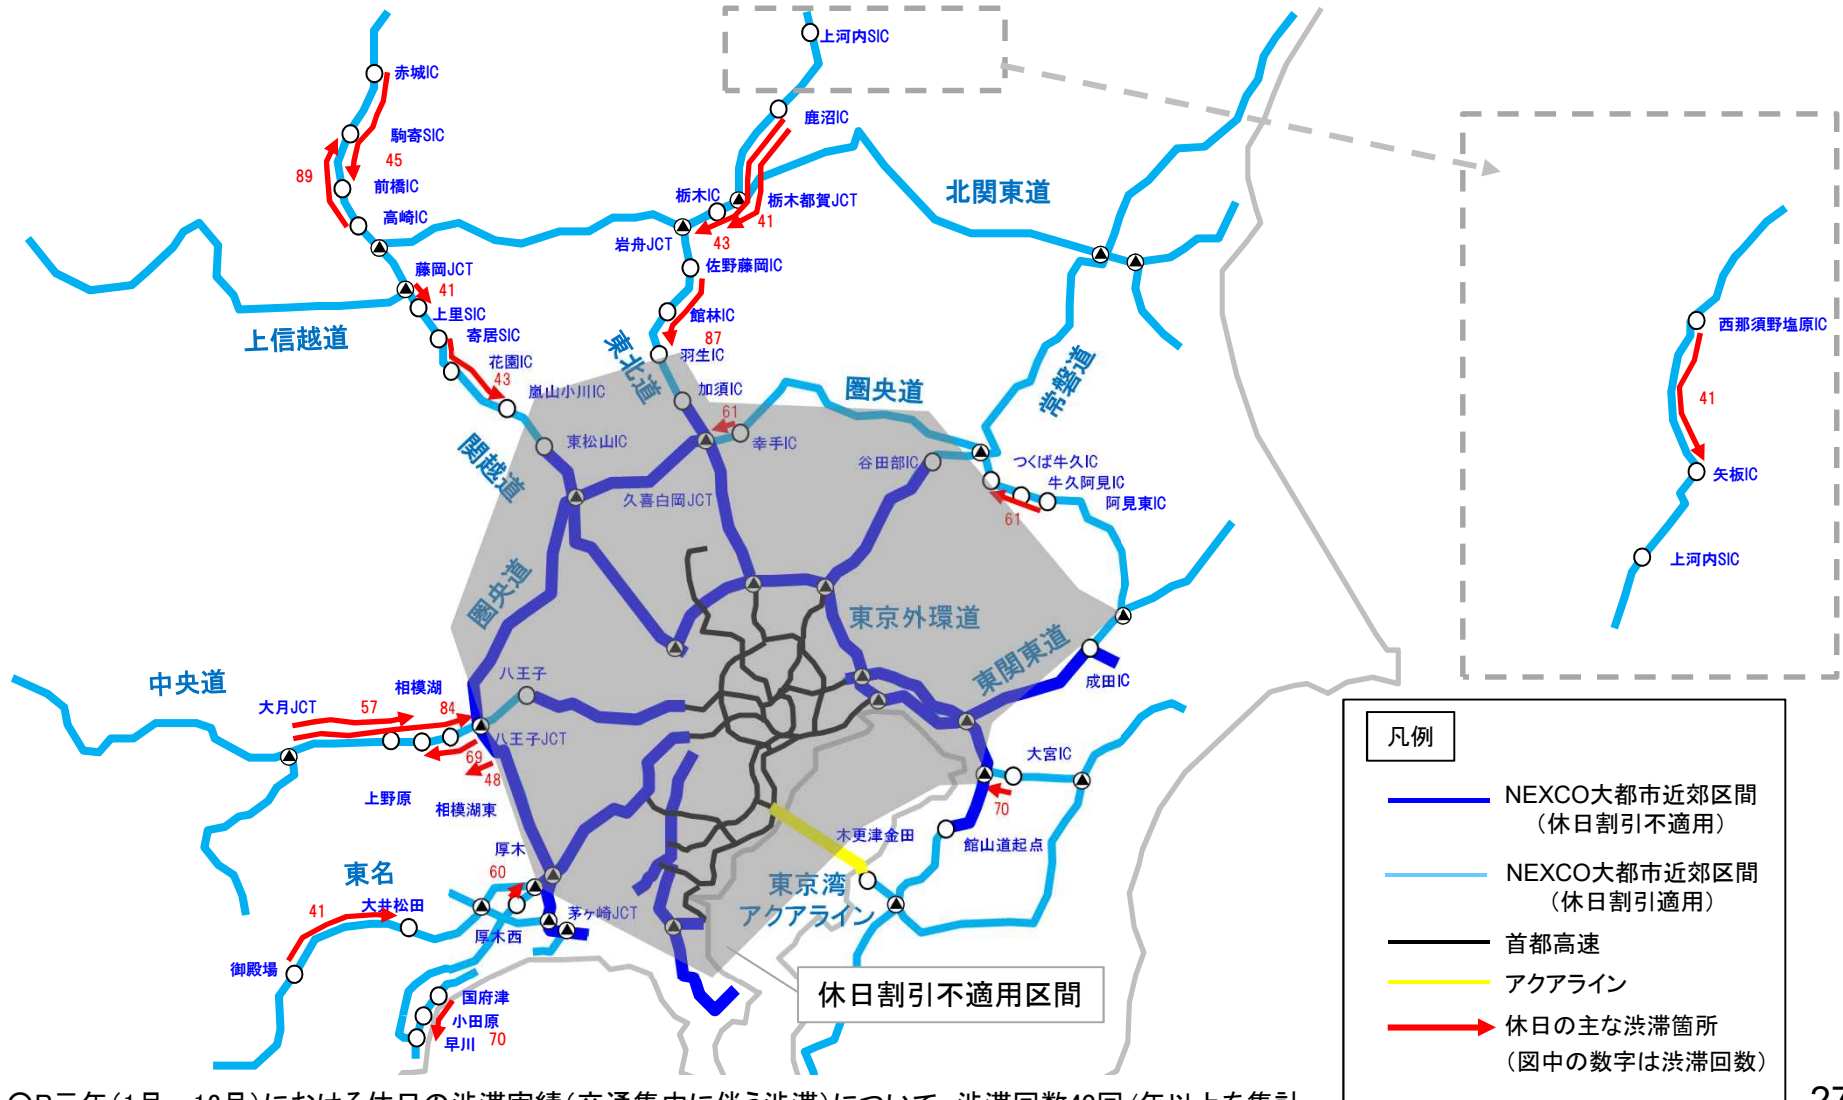 上河内SIC
赤城IC
鹿沼IC
駒寄SIC
45
89
前橋IC
高崎IC
栃木IC
栃木都賀JCT
41
43
岩舟JCT
北関東道
佐野藤岡IC
藤岡JCT
41
上里SIC
寄居SIC
上信越道
館林IC
87
羽生IC
東北道
花園IC
43
嵐山小川IC
加須IC
圏央道
常磐道
61
幸手IC
東松山IC
関越道
谷田部IC
つくば牛久IC
牛久阿見IC
阿見東IC
61
久喜白岡JCT
圏央道
東京外環道
東関東道
成田IC
中央道
大月JCT
57
相模湖
84
八王子
八王子JCT
69
48
上野原
相模湖東
大宮IC
70
館山道起点
木更津金田
東京湾
アクアライン
厚木
60
東名
大井松田
41
厚木西
茅ヶ崎JCT
御殿場
国府津
小田原
早川
70
休日割引不適用区間
西那須野塩原IC
41
矢板IC
上河内SIC
凡例
NEXCO大都市近郊区間
（休日割引不適用）
NEXCO大都市近郊区間
（休日割引適用）
首都高速
アクアライン
休日の主な渋滞箇所
（図中の数字は渋滞回数）